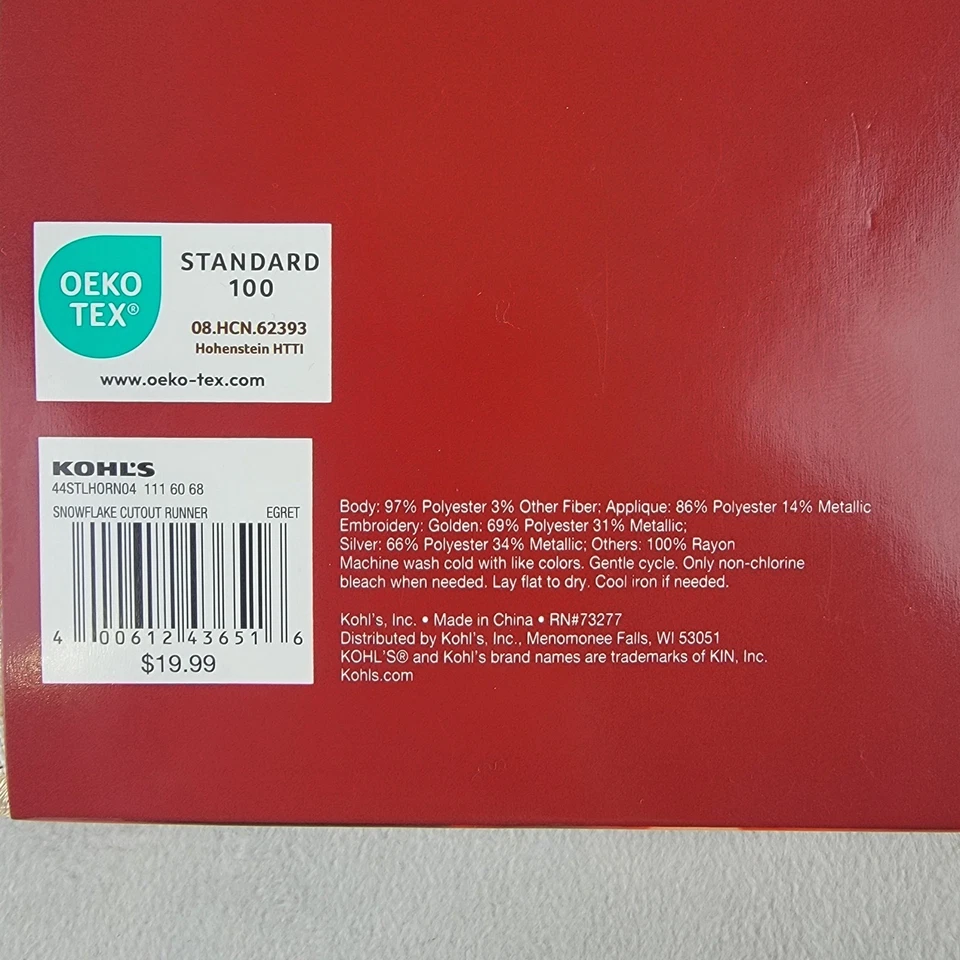 OEKO
TEX®
STANDARD
100
08.HCN.62393
Hohenstein HTTI
www.oeko-tex.com
KOHL'S
44STLHORN04 111 60 68
SNOWFLAKE CUTOUT RUNNER EGRET
4 00612 43651 6
$19.99
Body: 97% Polyester 3% Other Fiber; Applique: 86% Polyester 14% Metallic
Embroidery: Golden: 69% Polyester 31% Metallic;
Silver: 66% Polyester 34% Metallic; Others: 100% Rayon
Machine wash cold with like colors. Gentle cycle. Only non-chlorine
bleach when needed. Lay flat to dry. Cool iron if needed.
Kohl's, Inc. • Made in China • RN#73277
Distributed by Kohl's, Inc., Menomonee Falls, WI 53051
KOHL'S® and Kohl's brand names are trademarks of KIN, Inc.
Kohls.com